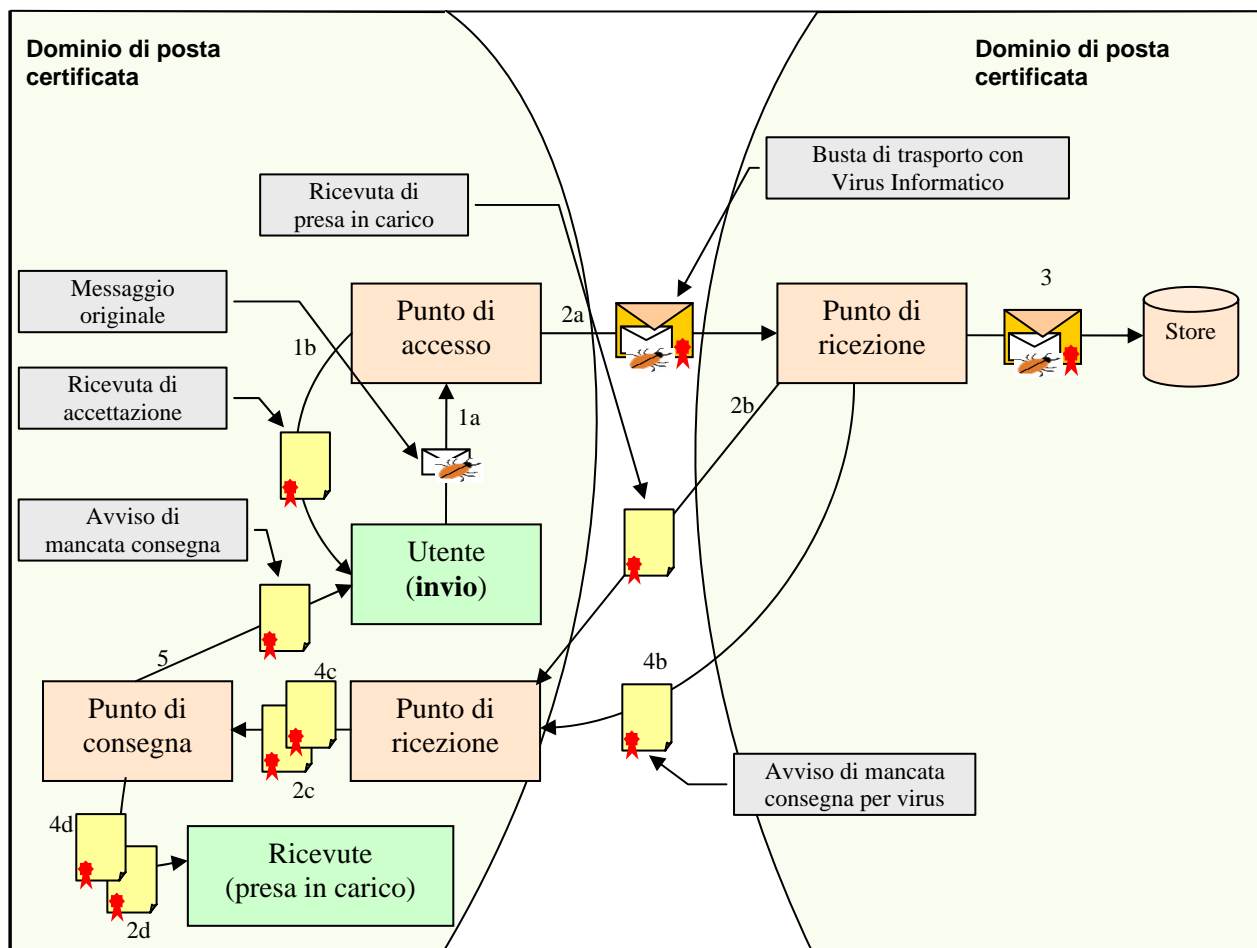 Dominio di posta
certificata
Dominio di posta
certificata
Busta di trasporto con
Virus Informatico
Ricevuta di
presa in carico
Messaggio
originale
Punto di
accesso
2a
Punto di
ricezione
3
Store
1b
Ricevuta di
accettazione
1a
2b
Avviso di
mancata consegna
Utente
(invio)
5
4c
4b
Punto di
consegna
Punto di
ricezione
2c
Avviso di mancata
consegna per virus
4d
Ricevute
(presa in carico)
2d